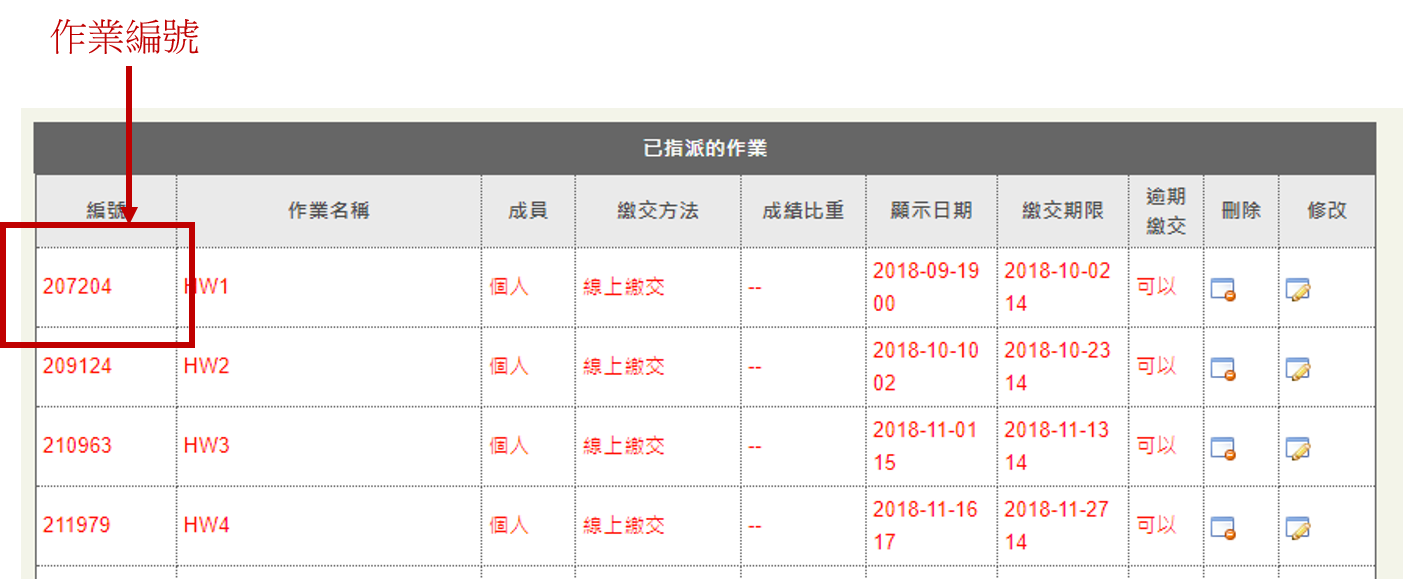 作業編號
已指派的作業
編號 作業名稱 成員 繳交方法 成績比重 顯示日期 繳交期限 逾期繳交 刪除 修改
207204 HW1 個人 線上繳交 -- 2018-09-19 00 2018-10-02 14 可以
209124 HW2 個人 線上繳交 -- 2018-10-10 02 2018-10-23 14 可以
210963 HW3 個人 線上繳交 -- 2018-11-01 15 2018-11-13 14 可以
211979 HW4 個人 線上繳交 -- 2018-11-16 17 2018-11-27 14 可以